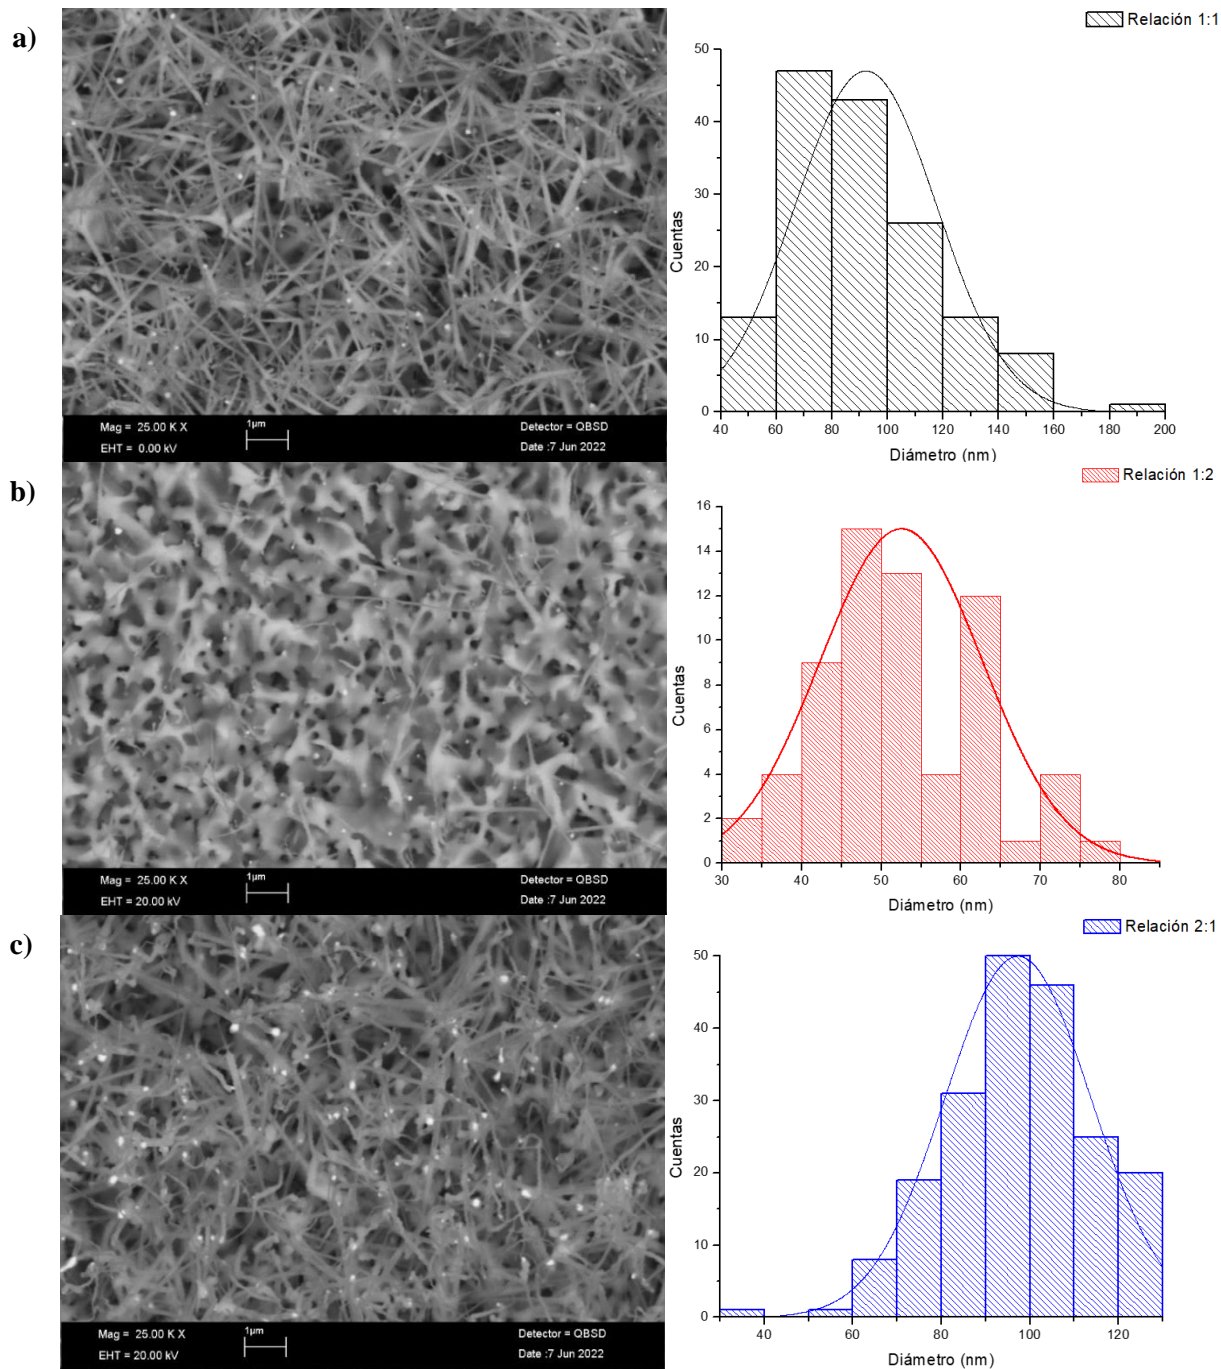 a)
Mag = 25.00 K X
1µm
Detector = QBSD
EHT = 0.00 kV
Date :7 Jun 2022
Relación 1:1
50
40
30
20
10
0
Cuentas
40 60 80 100 120 140 160 180 200
Diámetro (nm)
b)
Mag = 25.00 K X
1µm
Detector = QBSD
EHT = 20.00 kV
Date :7 Jun 2022
Relación 1:2
16
14
12
10
8
6
4
2
0
Cuentas
30 40 50 60 70 80
Diámetro (nm)
c)
Mag = 25.00 K X
1µm
Detector = QBSD
EHT = 20.00 kV
Date :7 Jun 2022
Relación 2:1
50
40
30
20
10
0
Cuentas
40 60 80 100 120
Diámetro (nm)